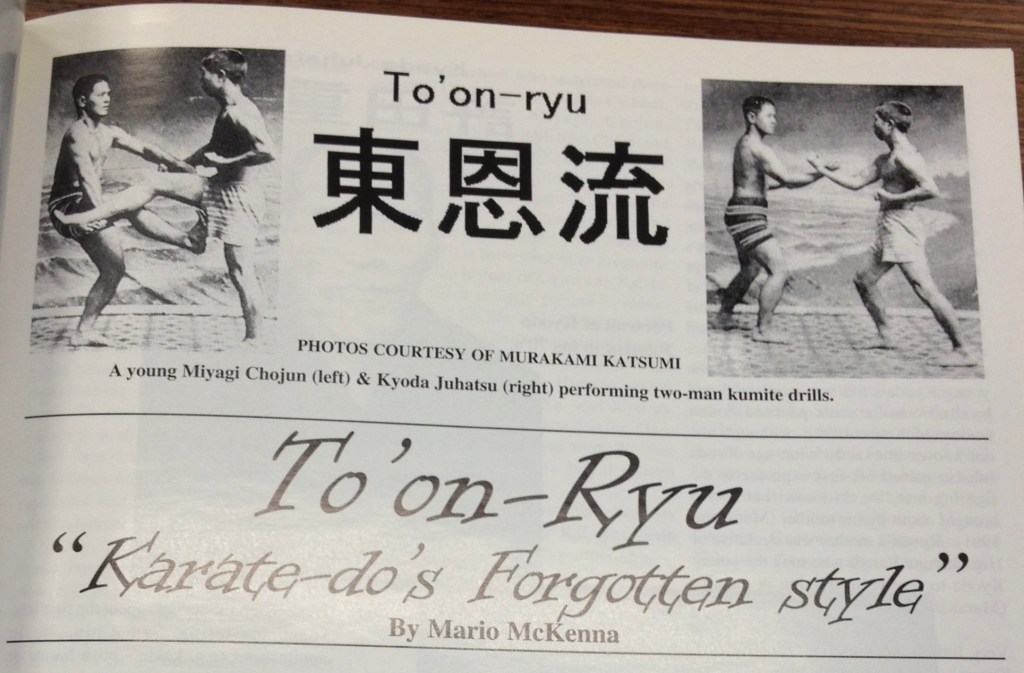 To'on-ryu
東恩流
PHOTOS COURTESY OF MURAKAMI KATSUMI
A young Miyagi Chojun (left) & Kyoda Juhatsu (right) performing two-man kumite drills.
To'on-Ryu
“Karate-do's Forgotten style”
By Mario McKenna